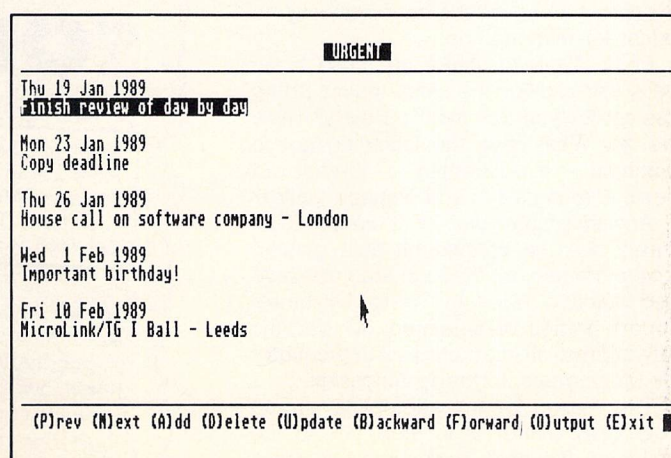 URGENT
Thu 19 Jan 1989
Finish review of day by day
Mon 23 Jan 1989
Copy deadline
Thu 26 Jan 1989
House call on software company - London
Wed 1 Feb 1989
Important birthday!
Fri 10 Feb 1989
MicroLink/TG I Ball - Leeds
(P)rev (N)ext (A)dd (D)elete (U)pdate (B)ackward (F)orward (O)utput (E)xit